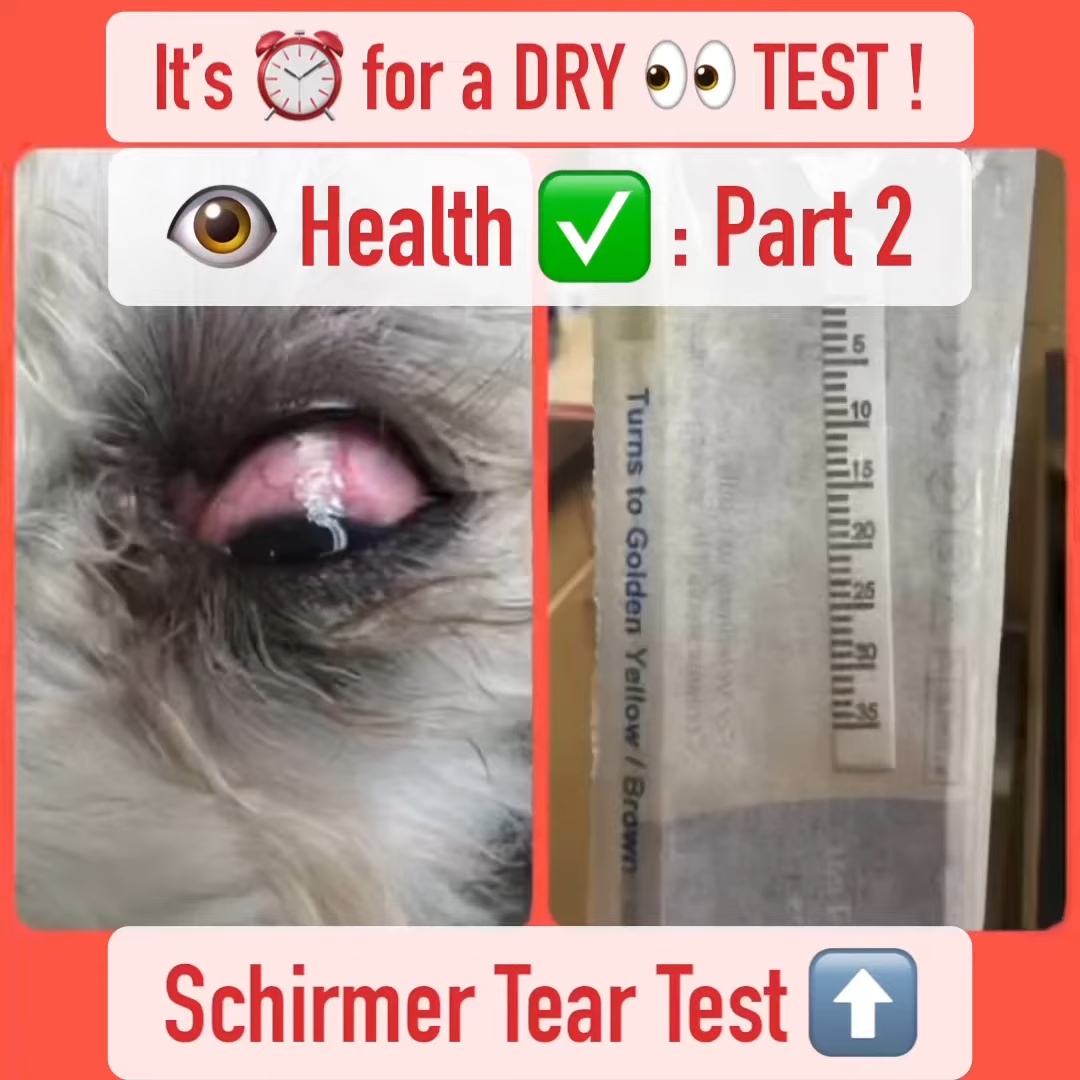 It's ⏰ for a DRY 👀 TEST !
👁️ Health ✅ : Part 2
5
10
15
20
25
30
35
Turns to Golden Yellow / Brawn
Schirmer Tear Test ⬆️